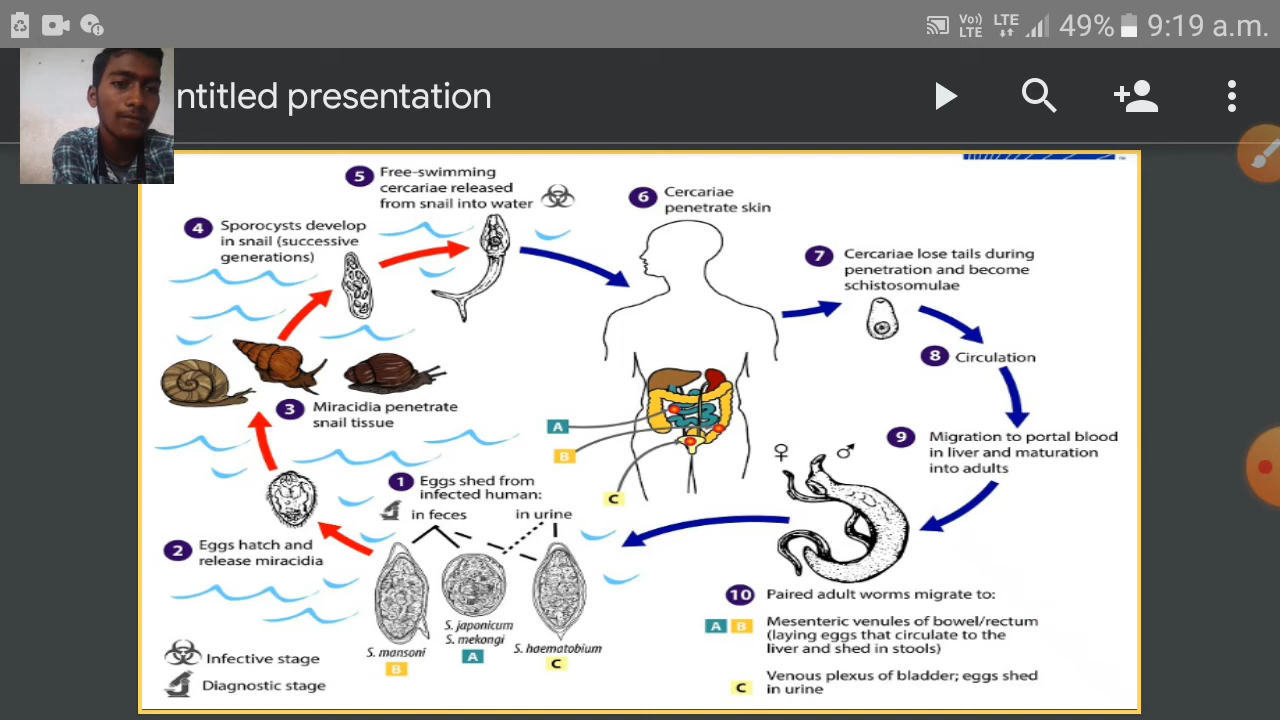 Vo))
LTE
LTE
49%
9:19 a.m.
ntitled presentation
5
Free-swimming
cercariae released
from snail into water
6
Cercariae
penetrate skin
4
Sporocysts develop
in snail (successive
generations)
7
Cercariae lose tails during
penetration and become
schistosomulae
8
Circulation
3
Miracidia penetrate
snail tissue
A
B
C
9
Migration to portal blood
in liver and maturation
into adults
♀ ♂
1
Eggs shed from
infected human:
in feces
in urine
2
Eggs hatch and
release miracidia
S. mansoni
B
S. japonicum
S. mekongi
A
S. haematobium
C
10
Paired adult worms migrate to:
A B
Mesenteric venules of bowel/rectum
(laying eggs that circulate to the
liver and shed in stools)
C
Venous plexus of bladder; eggs shed
in urine
Infective stage
Diagnostic stage